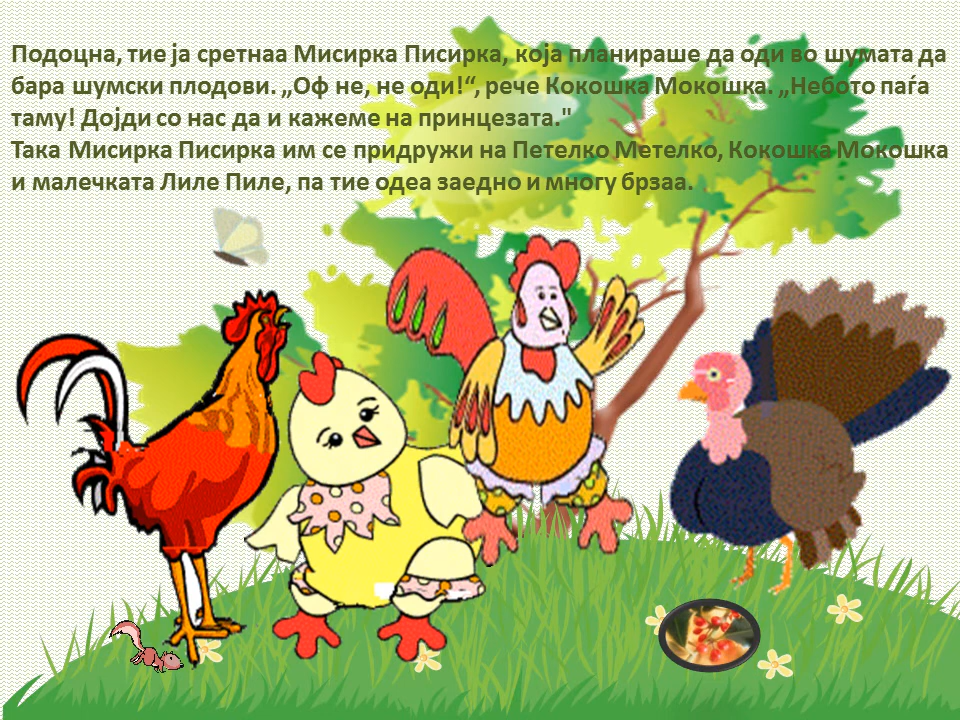 Подоцна, тие ја сретнаа Мисирка Писирка, која планираше да оди во шумата да
бара шумски плодови. „Оф не, не оди!“, рече Кокошка Мокошка. „Небото паѓа
таму! Дојди со нас да и кажеме на принцезата."
Така Мисирка Писирка им се придружи на Петелко Метелко, Кокошка Мокошка
и малечката Лиле Пиле, па тие одеа заедно и многу брзаа.